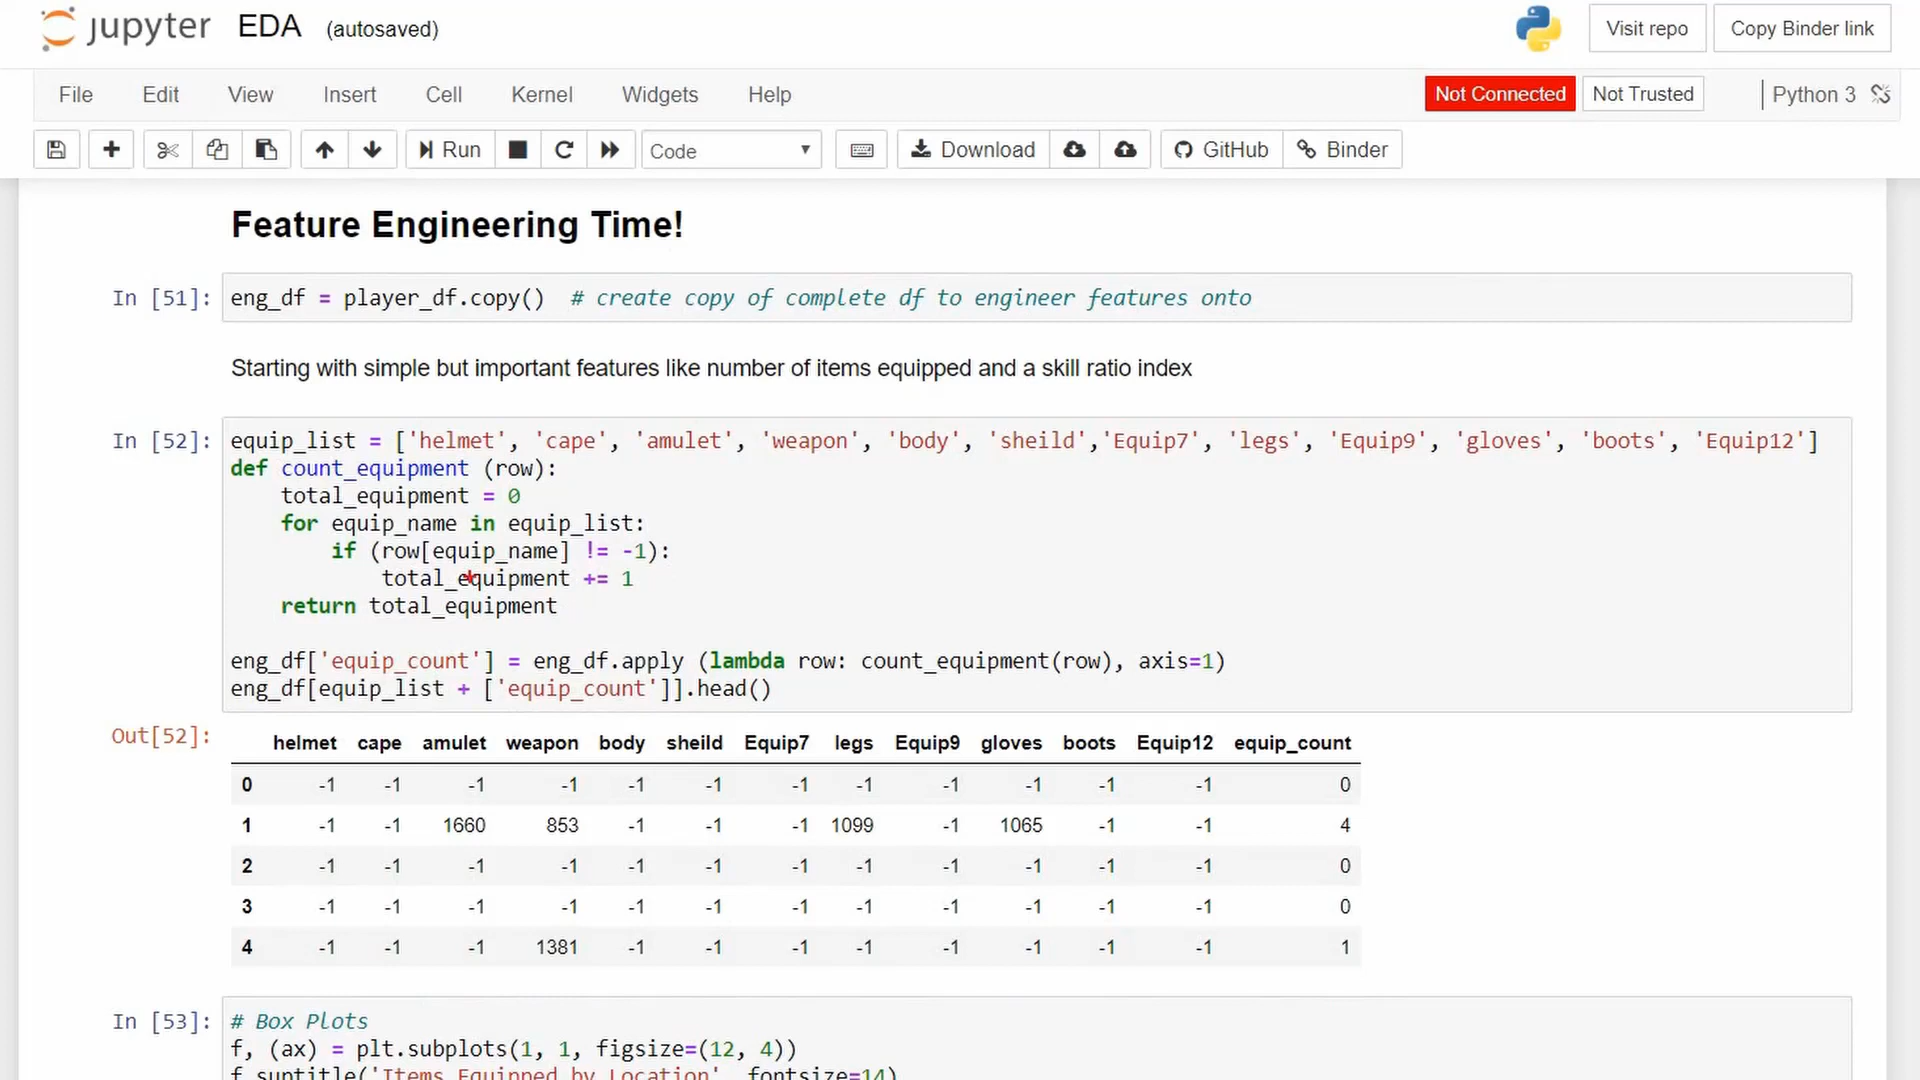 jupyter EDA (autosaved) Visit repo Copy Binder link
File Edit View Insert Cell Kernel Widgets Help Not Connected Not Trusted Python 3
Run Code Download GitHub Binder
Feature Engineering Time!
In [51]: eng_df = player_df.copy()  # create copy of complete df to engineer features onto
Starting with simple but important features like number of items equipped and a skill ratio index
In [52]: equip_list = ['helmet', 'cape', 'amulet', 'weapon', 'body', 'sheild','Equip7', 'legs', 'Equip9', 'gloves', 'boots', 'Equip12']
def count_equipment (row):
    total_equipment = 0
    for equip_name in equip_list:
        if (row[equip_name] != -1):
            total_equipment += 1
    return total_equipment
eng_df['equip_count'] = eng_df.apply (lambda row: count_equipment(row), axis=1)
eng_df[equip_list + ['equip_count']].head()
Out[52]:
helmet cape amulet weapon body sheild Equip7 legs Equip9 gloves boots Equip12 equip_count
0 -1 -1 -1 -1 -1 -1 -1 -1 -1 -1 -1 -1 0
1 -1 -1 1660 853 -1 -1 -1 1099 -1 1065 -1 -1 4
2 -1 -1 -1 -1 -1 -1 -1 -1 -1 -1 -1 -1 0
3 -1 -1 -1 -1 -1 -1 -1 -1 -1 -1 -1 -1 0
4 -1 -1 -1 1381 -1 -1 -1 -1 -1 -1 -1 -1 1
In [53]: # Box Plots
f, (ax) = plt.subplots(1, 1, figsize=(12, 4))
f.suptitle('Items Equipped by Location', fontsize=14)